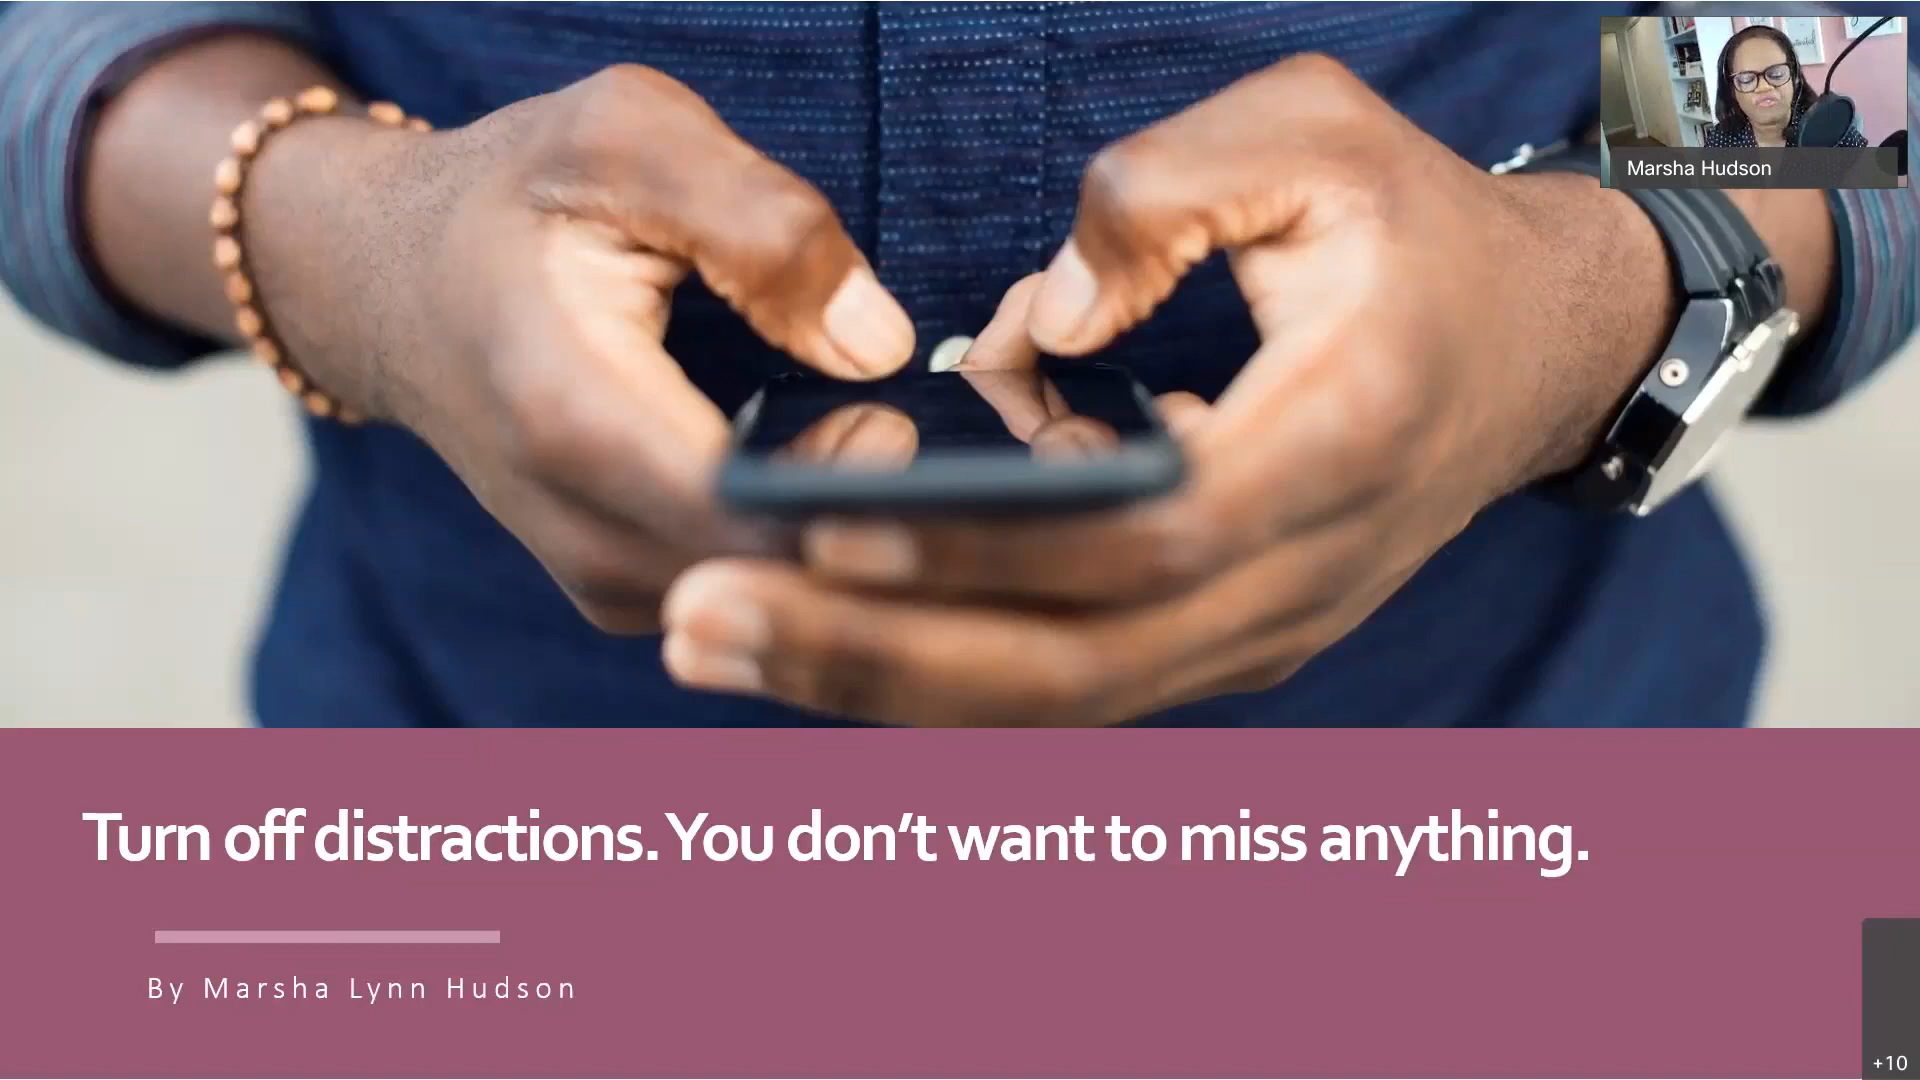 Marsha Hudson
Turn off distractions. You don’t want to miss anything.
By Marsha Lynn Hudson
+10